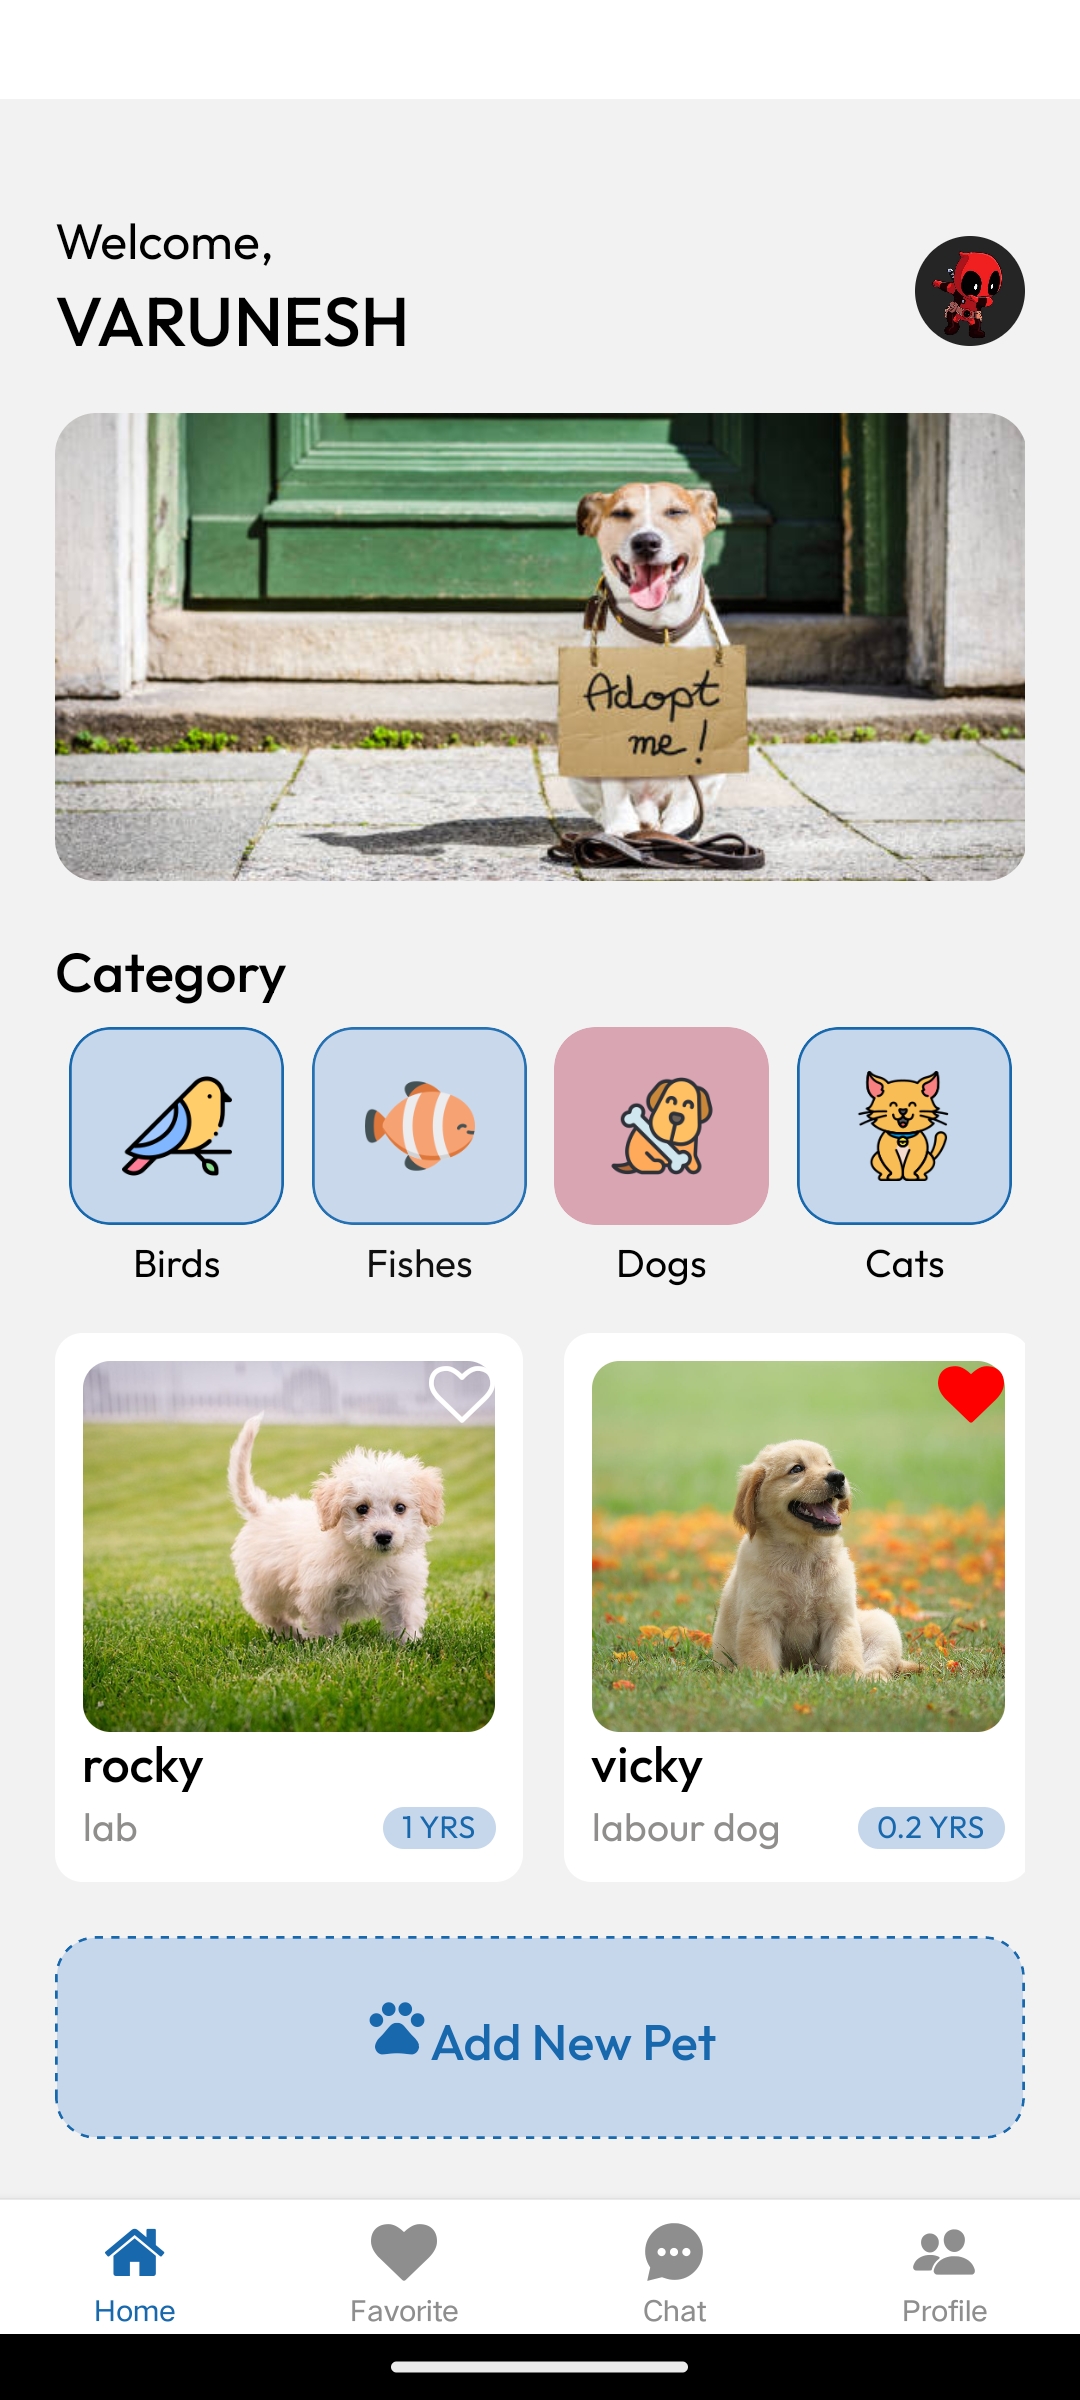 Welcome,
VARUNESH
Adopt
me!
Category
Birds Fishes Dogs Cats
rocky vicky
lab 1 YRS labour dog 0.2 YRS
Add New Pet
Home Favorite Chat Profile